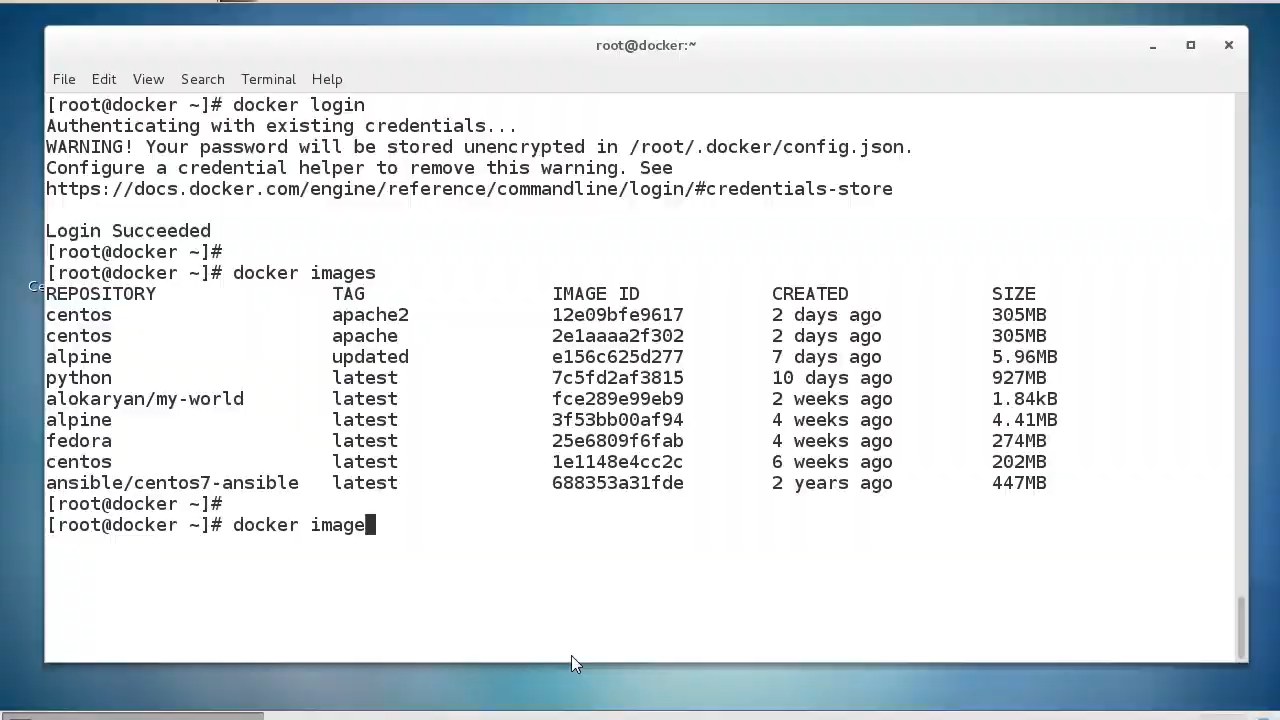 root@docker:~
File Edit View Search Terminal Help
[root@docker ~]# docker login
Authenticating with existing credentials...
WARNING! Your password will be stored unencrypted in /root/.docker/config.json.
Configure a credential helper to remove this warning. See
https://docs.docker.com/engine/reference/commandline/login/#credentials-store
Login Succeeded
[root@docker ~]#
[root@docker ~]# docker images
REPOSITORY TAG IMAGE ID CREATED SIZE
centos apache2 12e09bfe9617 2 days ago 305MB
centos apache 2e1aaaa2f302 2 days ago 305MB
alpine updated e156c625d277 7 days ago 5.96MB
python latest 7c5fd2af3815 10 days ago 927MB
alokaryan/my-world latest fce289e99eb9 2 weeks ago 1.84kB
alpine latest 3f53bb00af94 4 weeks ago 4.41MB
fedora latest 25e6809f6fab 4 weeks ago 274MB
centos latest 1e1148e4cc2c 6 weeks ago 202MB
ansible/centos7-ansible latest 688353a31fde 2 years ago 447MB
[root@docker ~]#
[root@docker ~]# docker image